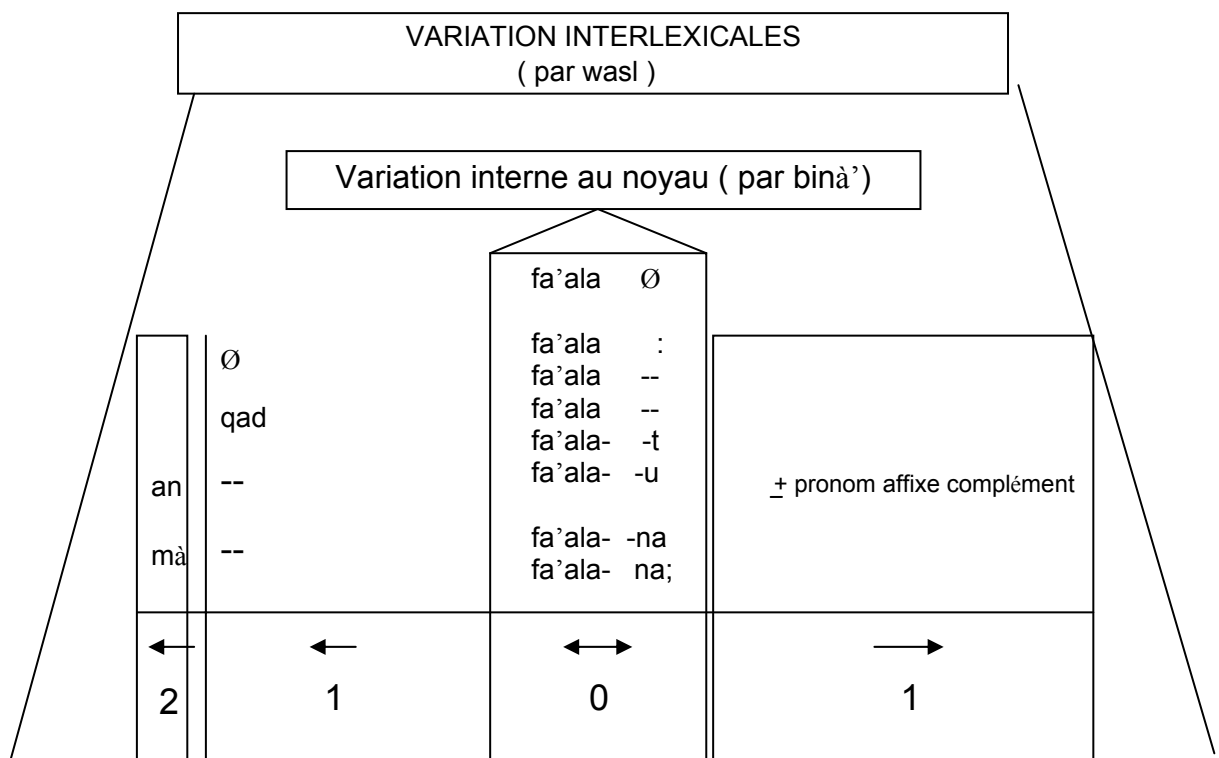 VARIATION INTERLEXICALES
( par wasl )
Variation interne au noyau ( par binà’)
fa’ala Ø
fa’ala :
Ø
fa’ala --
fa’ala --
qad
fa’ala- -t
fa’ala- -u
an --
± pronom affixe complément
fa’ala- -na
mà --
fa’ala- na;
2 1 0 1